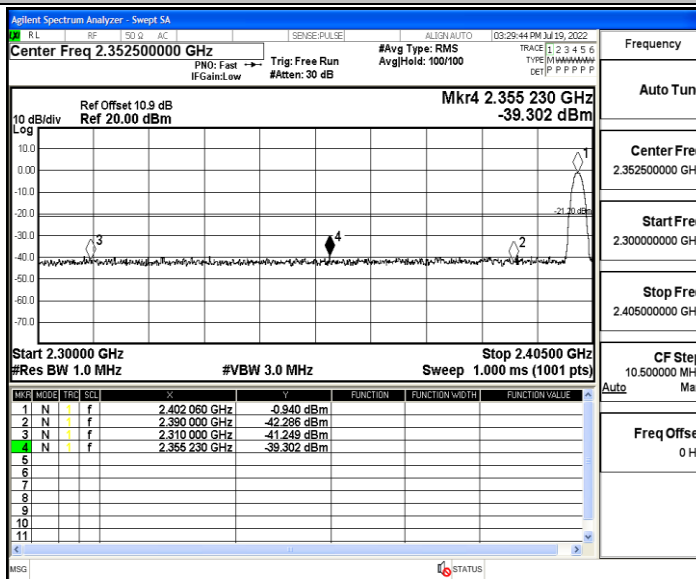 Agilent Spectrum Analyzer - Swept SA
RL RF 50 Ω AC SENSE:PULSE ALIGN AUTO 03:29:44 PM Jul 19, 2022
Center Freq 2.352500000 GHz
PNO: Fast
IFGain:Low
Trig: Free Run
#Atten: 30 dB
#Avg Type: RMS
Avg|Hold: 100/100
TRACE 1 2 3 4 5 6
TYPE M
DET P P P P P P
Ref Offset 10.9 dB
10 dB/div Ref 20.00 dBm
Log
Mkr4 2.355 230 GHz
-39.302 dBm
10.0
0.00
-10.0
-20.0
-30.0
-40.0
-50.0
-60.0
-70.0
1
-21.20 dBm
3
4
2
Start 2.30000 GHz Stop 2.40500 GHz
#Res BW 1.0 MHz #VBW 3.0 MHz Sweep 1.000 ms (1001 pts)
MKR MODE TRC SCL X Y FUNCTION FUNCTION WIDTH FUNCTION VALUE
1 N 1 f 2.402 060 GHz -0.940 dBm
2 N 1 f 2.390 000 GHz -42.286 dBm
3 N 1 f 2.310 000 GHz -41.249 dBm
4 N 1 f 2.355 230 GHz -39.302 dBm
5
6
7
8
9
10
11
MSG STATUS
Frequency
Auto Tun
Center Fre
2.352500000 GH
Start Fre
2.300000000 GH
Stop Fre
2.405000000 GH
CF Step
10.500000 MH
Auto Ma
Freq Offse
0 H